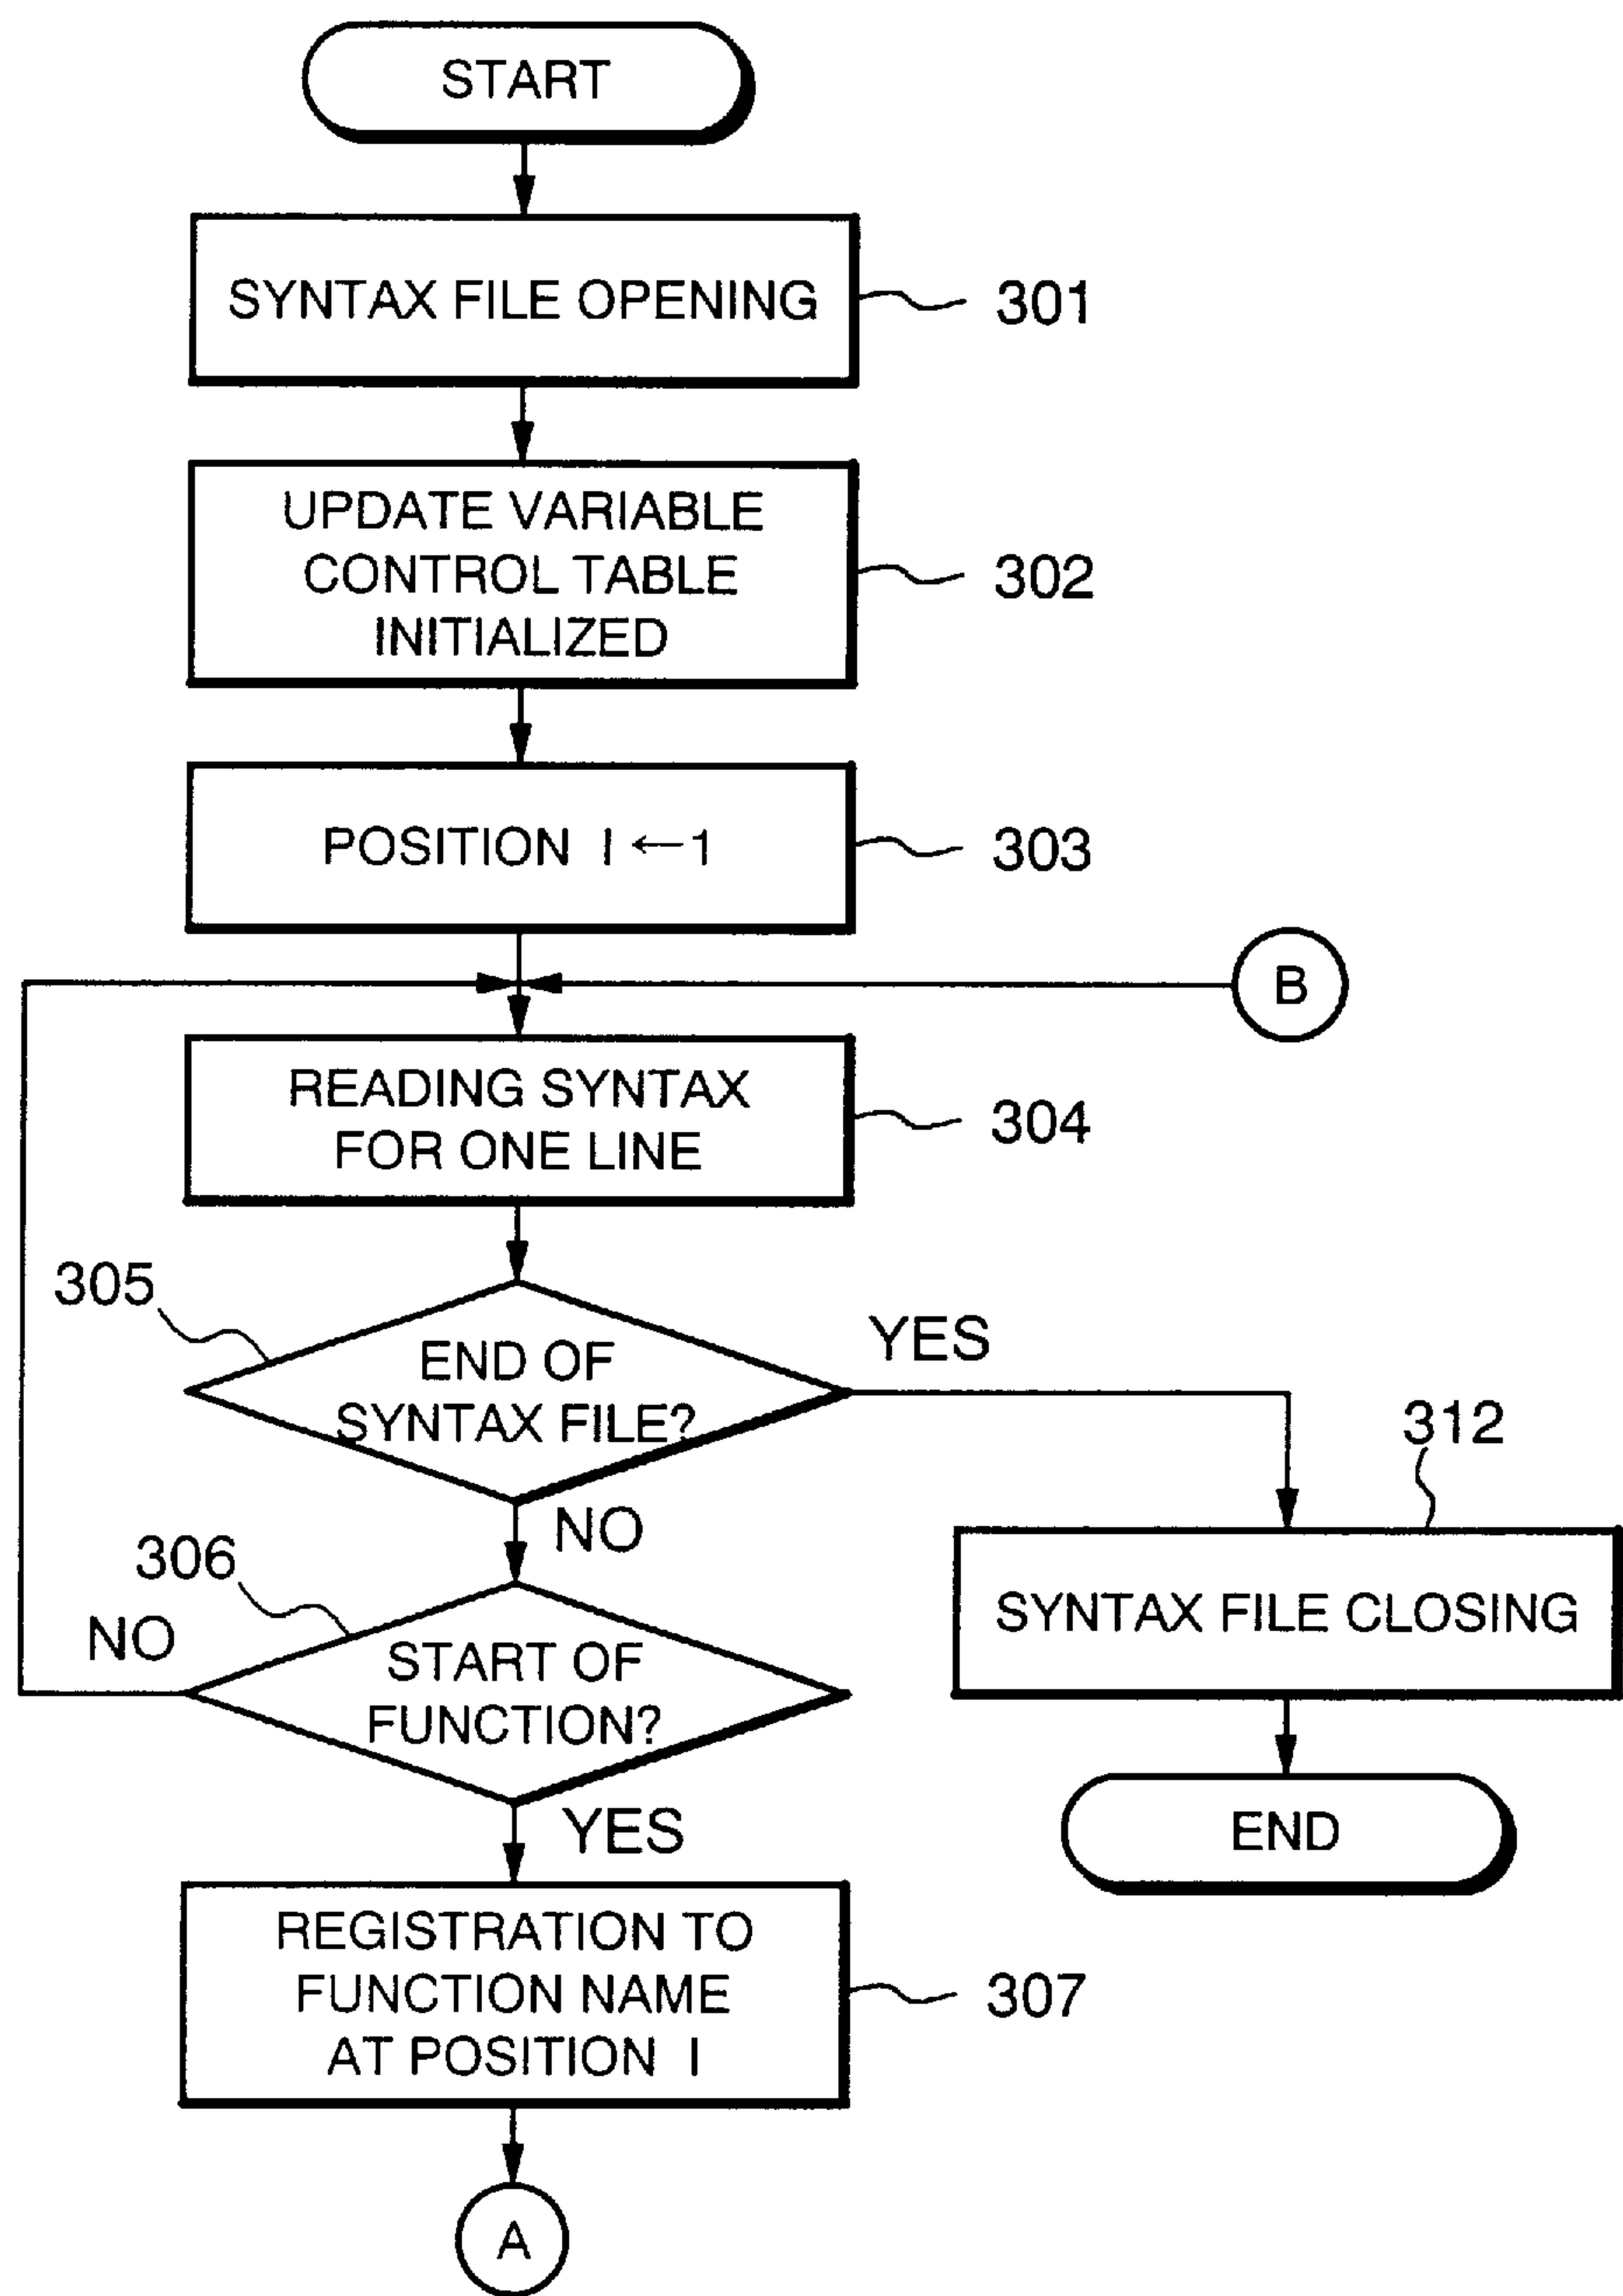 START
SYNTAX FILE OPENING
301
UPDATE VARIABLE
CONTROL TABLE
INITIALIZED
302
POSITION I ←1
303
B
READING SYNTAX
FOR ONE LINE
304
305
END OF
SYNTAX FILE?
YES
NO
312
SYNTAX FILE CLOSING
END
306
NO
START OF
FUNCTION?
YES
REGISTRATION TO
FUNCTION NAME
AT POSITION I
307
A